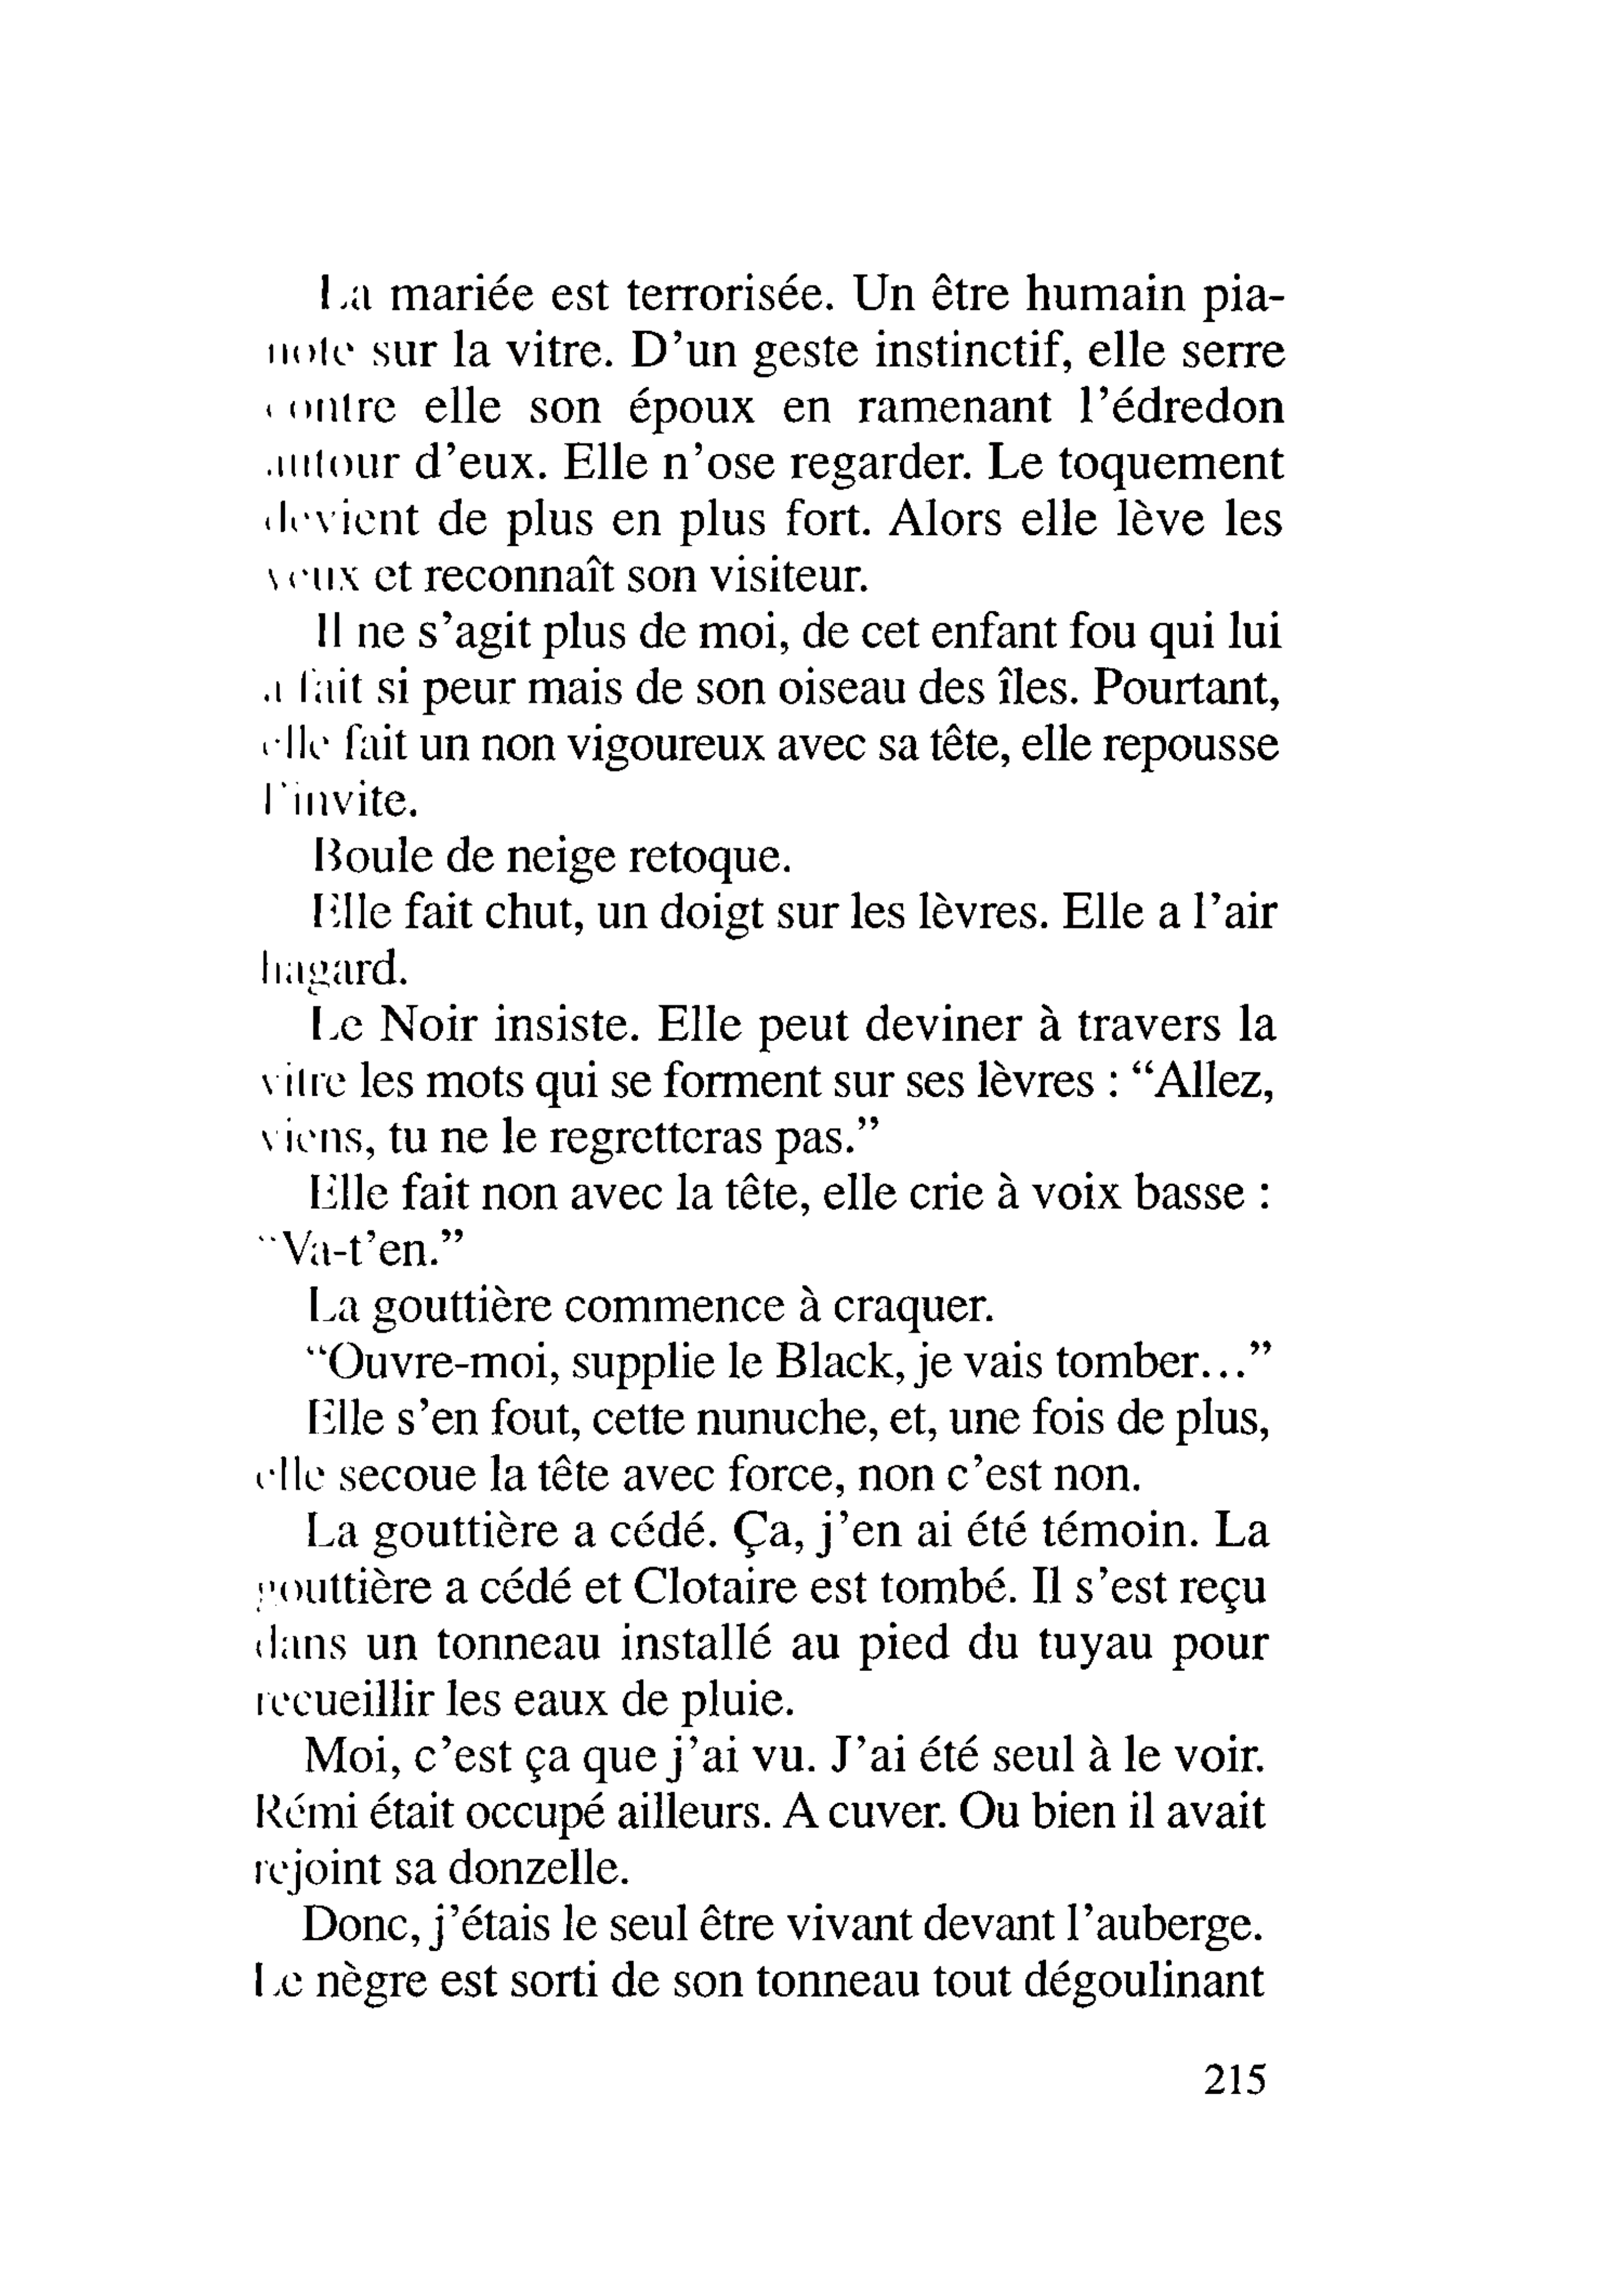 La mariée est terrorisée. Un être humain pia-
note sur la vitre. D’un geste instinctif, elle serre
contre elle son époux en ramenant l’édredon
autour d’eux. Elle n’ose regarder. Le toquement
devient de plus en plus fort. Alors elle lève les
yeux et reconnaît son visiteur.
Il ne s’agit plus de moi, de cet enfant fou qui lui
a fait si peur mais de son oiseau des îles. Pourtant,
elle fait un non vigoureux avec sa tête, elle repousse
l’invite.
Boule de neige retoque.
Elle fait chut, un doigt sur les lèvres. Elle a l’air
hagard.
Le Noir insiste. Elle peut deviner à travers la
vitre les mots qui se forment sur ses lèvres : “Allez,
viens, tu ne le regretteras pas.”
Elle fait non avec la tête, elle crie à voix basse :
“Va-t’en.”
La gouttière commence à craquer.
“Ouvre-moi, supplie le Black, je vais tomber...”
Elle s’en fout, cette nunuche, et, une fois de plus,
elle secoue la tête avec force, non c’est non.
La gouttière a cédé. Ça, j’en ai été témoin. La
gouttière a cédé et Clotaire est tombé. Il s’est reçu
dans un tonneau installé au pied du tuyau pour
recueillir les eaux de pluie.
Moi, c’est ça que j’ai vu. J’ai été seul à le voir.
Rémi était occupé ailleurs. A cuver. Ou bien il avait
rejoint sa donzelle.
Donc, j’étais le seul être vivant devant l’auberge.
Le nègre est sorti de son tonneau tout dégoulinant
215